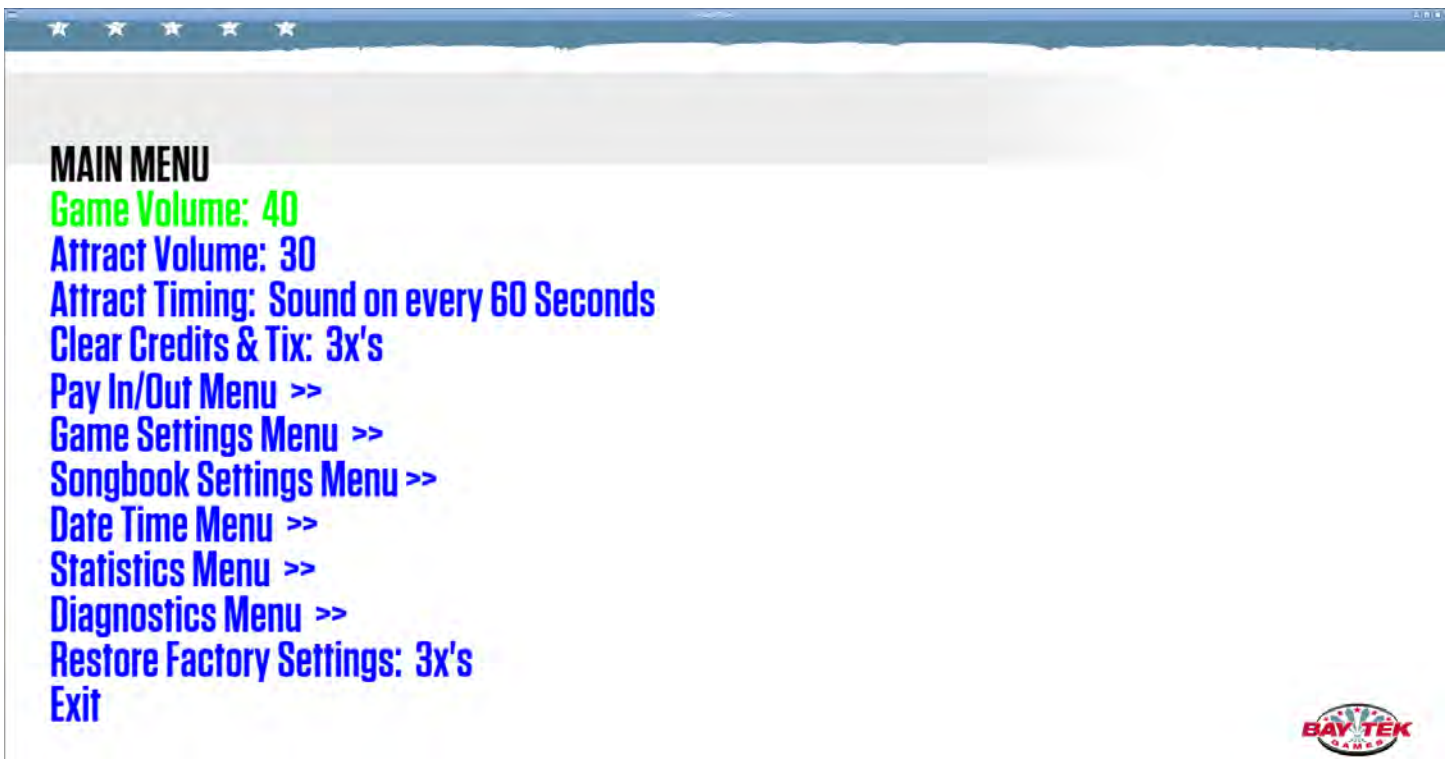 MAIN MENU
Game Volume: 40
Attract Volume: 30
Attract Timing: Sound on every 60 Seconds
Clear Credits & Tix: 3x's
Pay In/Out Menu >>
Game Settings Menu >>
Songbook Settings Menu >>
Date Time Menu >>
Statistics Menu >>
Diagnostics Menu >>
Restore Factory Settings: 3x's
Exit
BAY TEK
GAMES